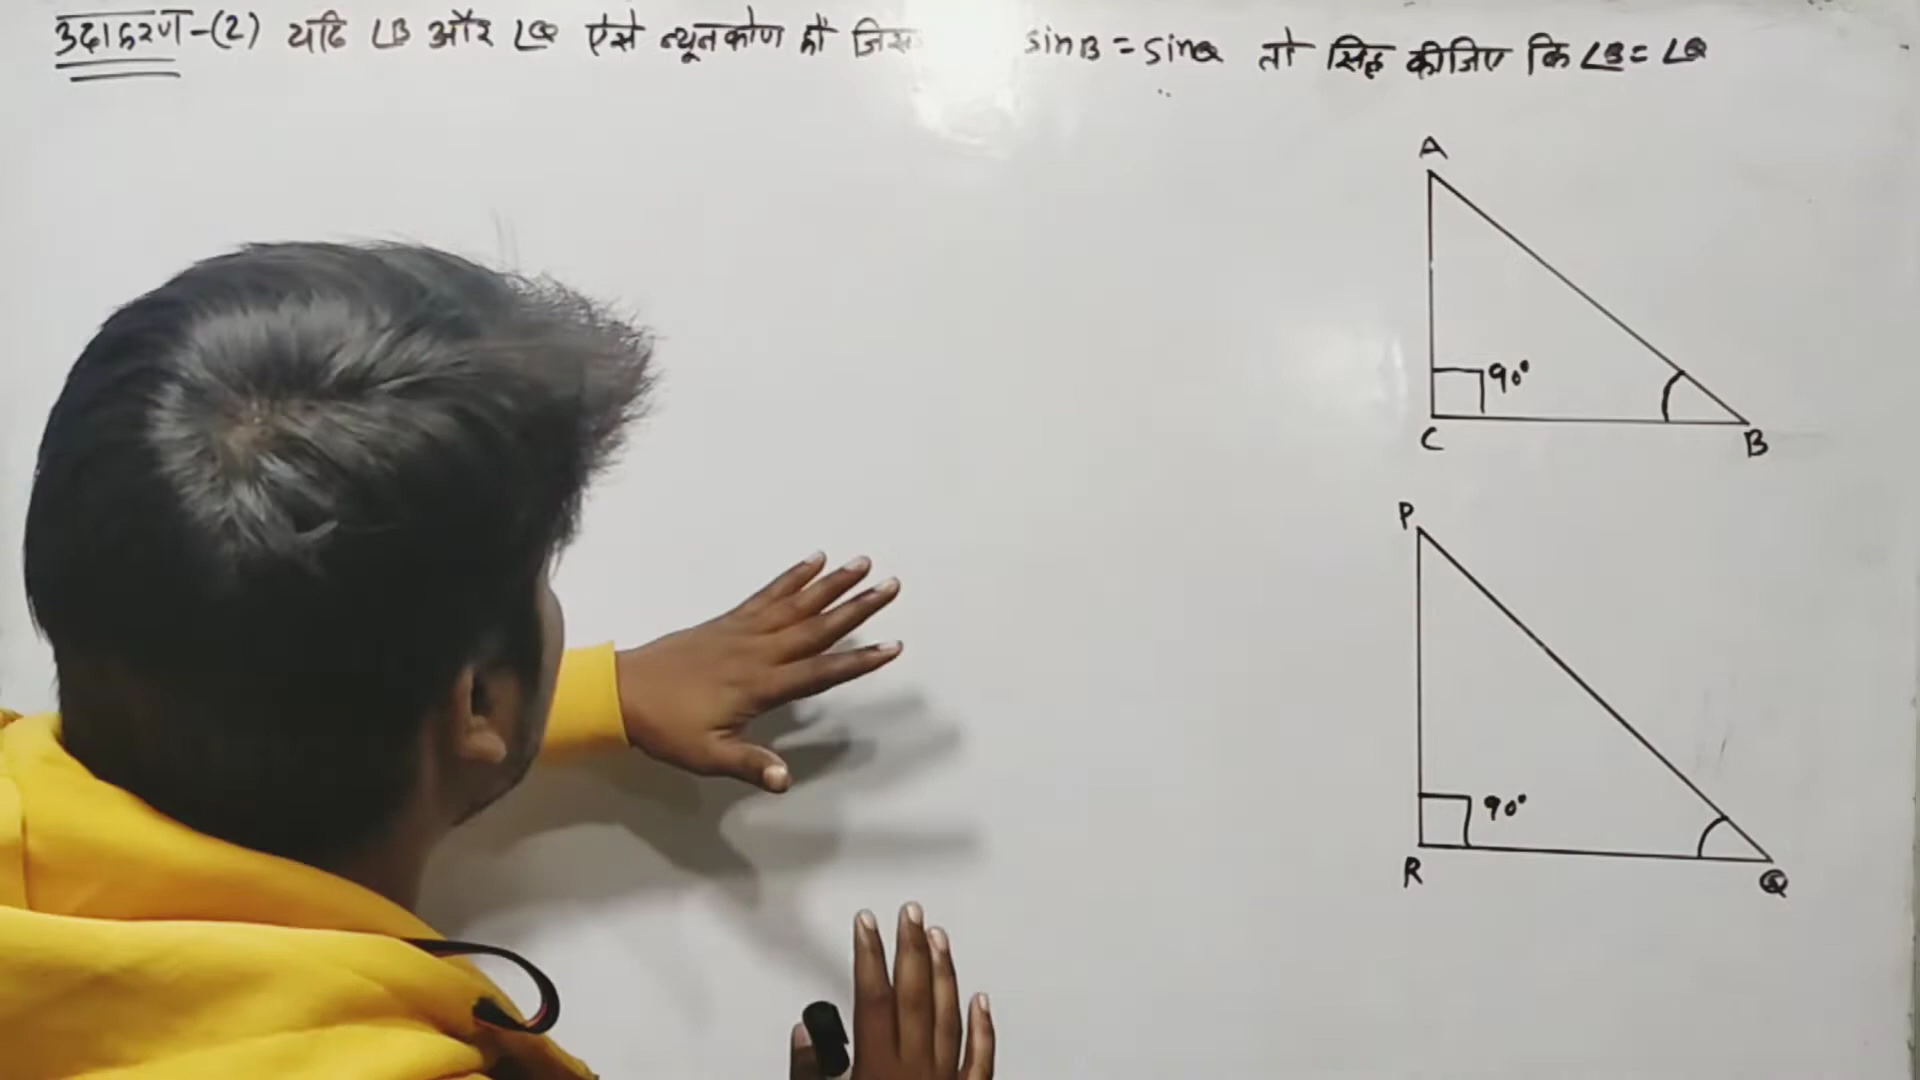 उदाहरण-(2) यदि ∠B और ∠Q ऐसे न्यूनकोण हो sinB = sinQ तो सिद्ध कीजिए कि ∠B = ∠Q
A
90°
C B
P
90°
R Q